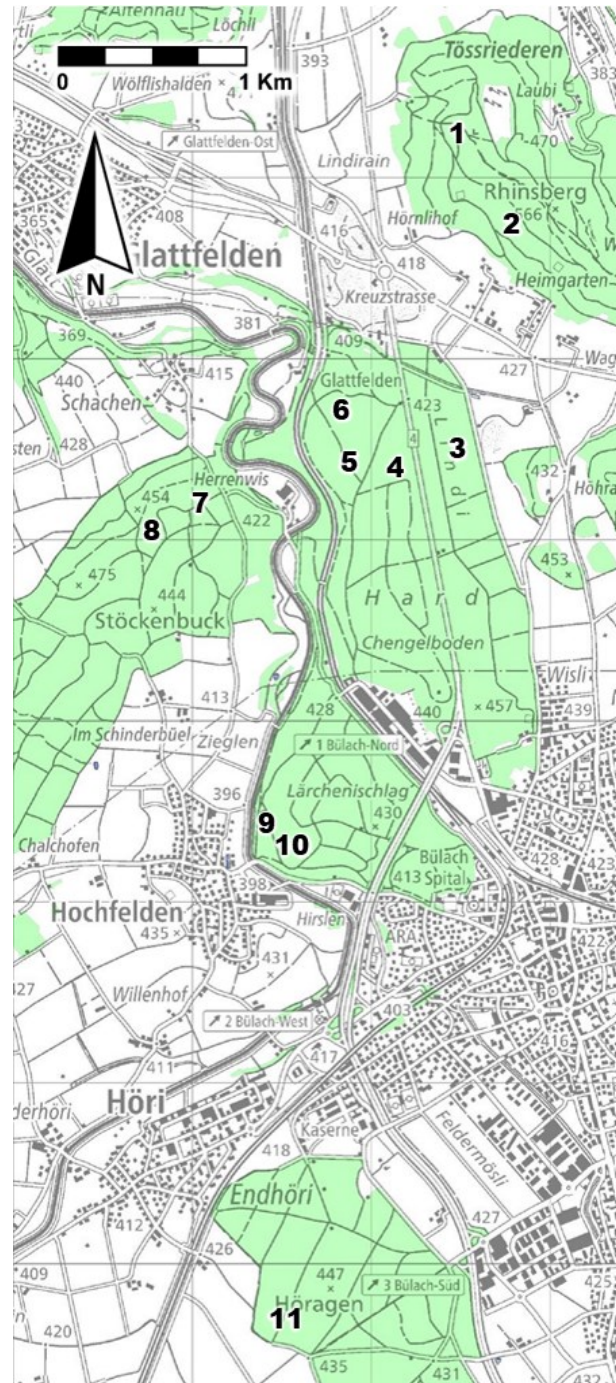 Altenhau
Löchll
393
Tössriederen
383
0
1 Km
Wölflishalden
Laubi
Glattfelden-Ost
Lindirain
1
470
365
408
Rhinsberg
2
566
Hörnlihof
416
418
Glattfelden
N
Heimgarten
Kreuzstrasse
369
381
409
427
Wag
440
415
Glattfelden
Schachen
6
423
428
4
3
L i n d i
5
4
432
Höhra
Herrenwis
7
454
8
422
453
475
444
H a r d
Stöckenbuck
Chengelboden
Wisli
413
428
440
457
439
Im Schinderbüel
Zieglen
1 Bülach-Nord
396
Lärchenischlag
9
430
10
Chalchofen
Bülach
Spital
413
428
398
Hochfelden
Hirslen
435
ARA
422
431
427
Willenhof
403
2 Bülach-West
416
411
417
Höri
Kaserne
Feldermösli
418
Endhöri
412
427
426
409
447
3 Bülach-Süd
425
Höragen
11
420
435
431
432